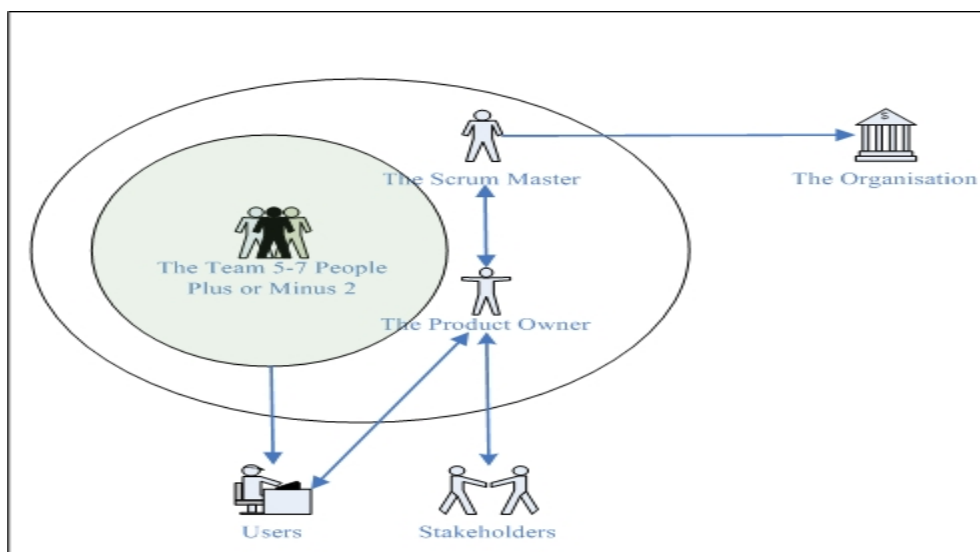 The Scrum Master
The Organisation
The Team 5-7 People
Plus or Minus 2
The Product Owner
Users
Stakeholders